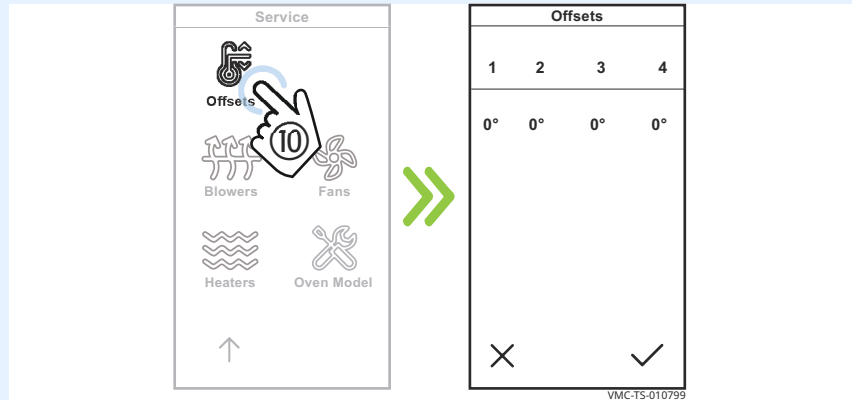 Service
Offsets
10
Blowers Fans
Heaters Oven Model
Offsets
1 2 3 4
0° 0° 0° 0°
VMC-TS-010799